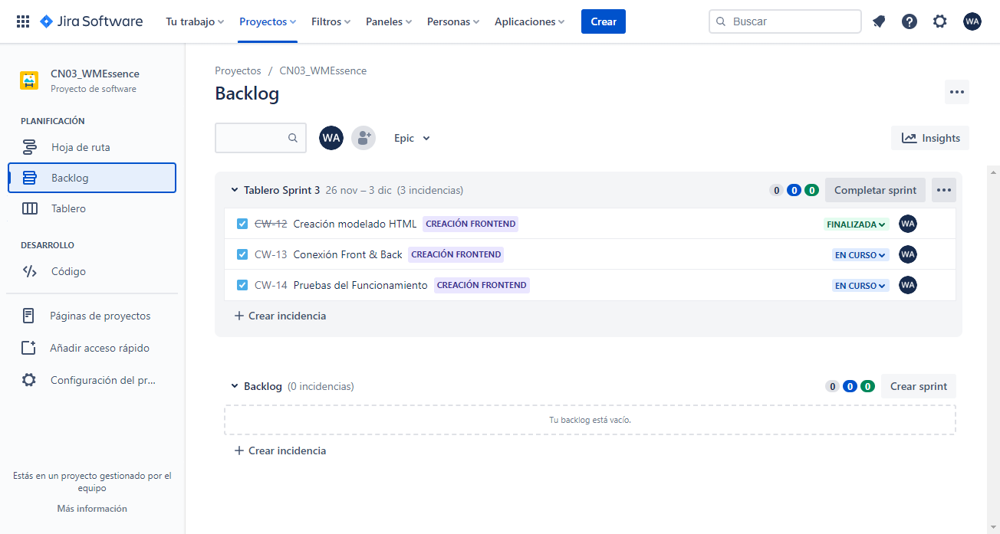 Jira Software Tu trabajo Proyectos Filtros Paneles Personas Aplicaciones Crear Buscar WA
CN03_WMEssence
Proyecto de software
PLANIFICACIÓN
Hoja de ruta
Backlog
Tablero
DESARROLLO
Código
Páginas de proyectos
Añadir acceso rápido
Configuración del pr...
Estás en un proyecto gestionado por el
equipo
Más información
Proyectos / CN03_WMEssence
Backlog
WA Epic Insights
Tablero Sprint 3 26 nov – 3 dic (3 incidencias) 0 0 0 Completar sprint
CW-12 Creación modelado HTML CREACIÓN FRONTEND FINALIZADA WA
CW-13 Conexión Front & Back CREACIÓN FRONTEND EN CURSO WA
CW-14 Pruebas del Funcionamiento CREACIÓN FRONTEND EN CURSO WA
+ Crear incidencia
Backlog (0 incidencias) 0 0 0 Crear sprint
Tu backlog está vacío.
+ Crear incidencia